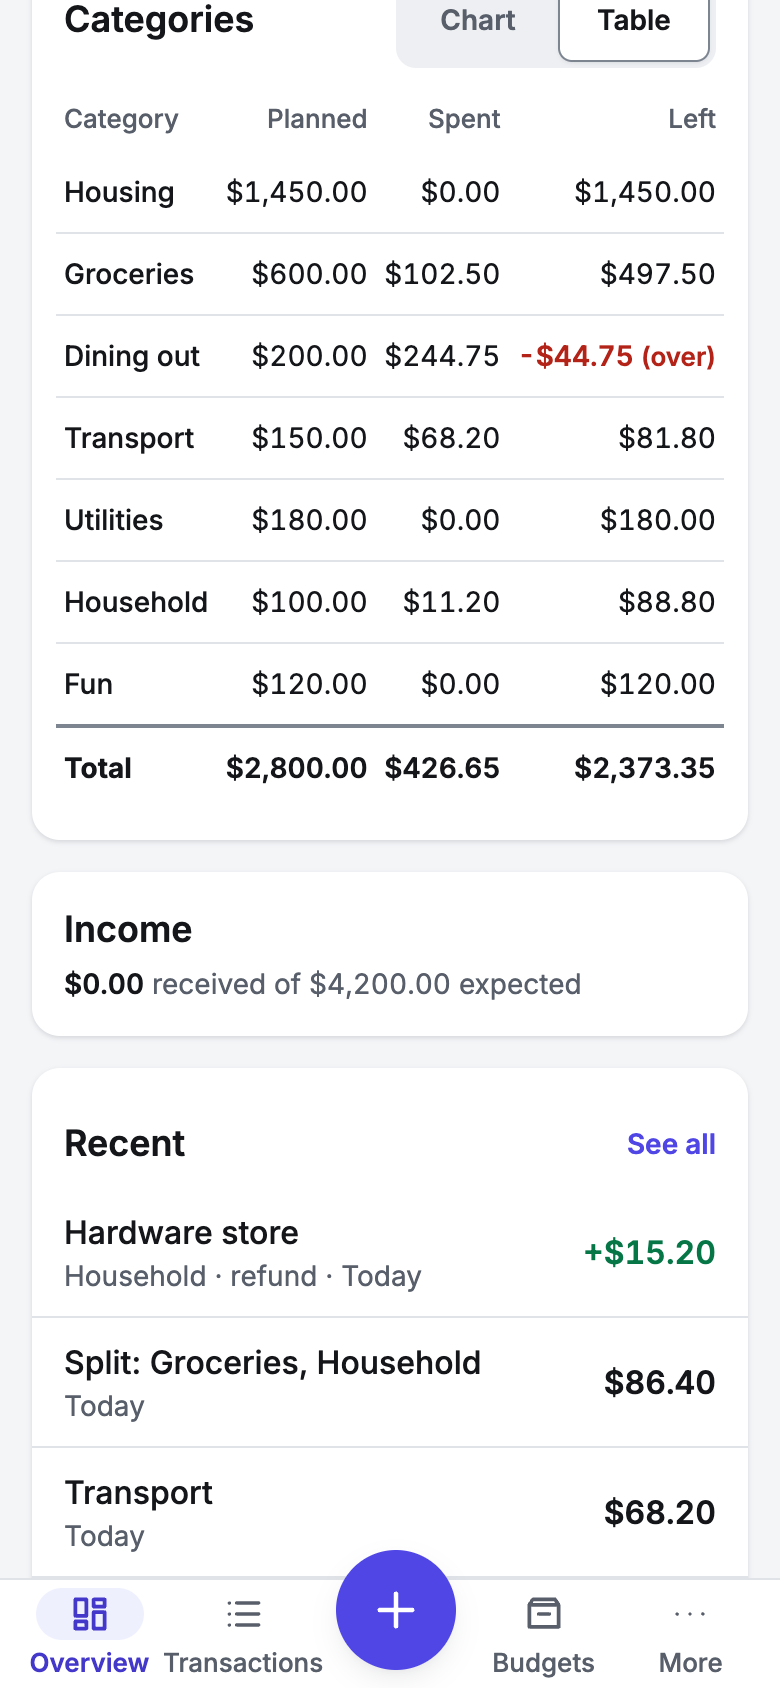 Categories Chart Table
Category Planned Spent Left
Housing $1,450.00 $0.00 $1,450.00
Groceries $600.00 $102.50 $497.50
Dining out $200.00 $244.75 -$44.75 (over)
Transport $150.00 $68.20 $81.80
Utilities $180.00 $0.00 $180.00
Household $100.00 $11.20 $88.80
Fun $120.00 $0.00 $120.00
Total $2,800.00 $426.65 $2,373.35
Income
$0.00 received of $4,200.00 expected
Recent See all
Hardware store
+$15.20
Household · refund · Today
Split: Groceries, Household
$86.40
Today
Transport
$68.20
Today
Overview Transactions Budgets More